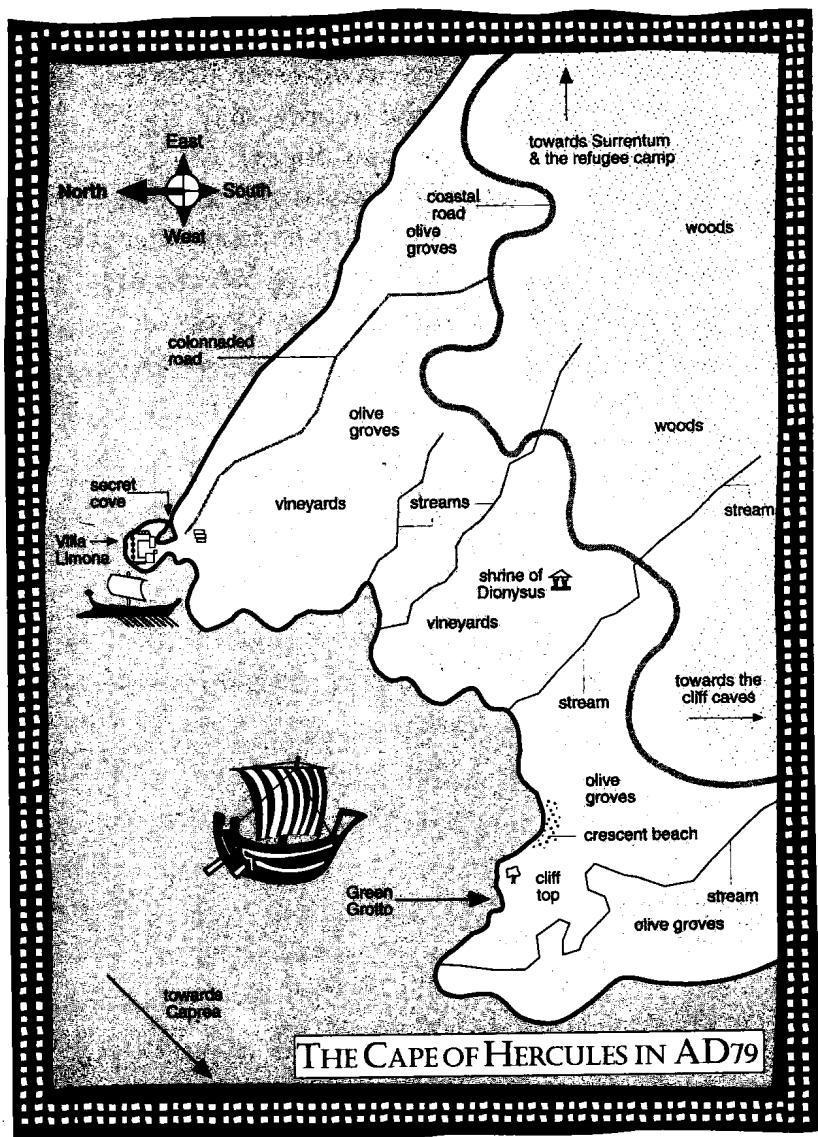 towards Surrentum
& the refugee camp
East
North
South
West
coastal
road
olive
groves
woods
colonnaded
road
olive
groves
woods
secret
cove
vineyards
streams
stream
Villa
Limona
shrine of
Dionysus
vineyards
towards the
cliff caves
stream
olive
groves
crescent beach
Green
Grotto
cliff
top
stream
olive groves
towards
Caprea
THE CAPE OF HERCULES IN AD79